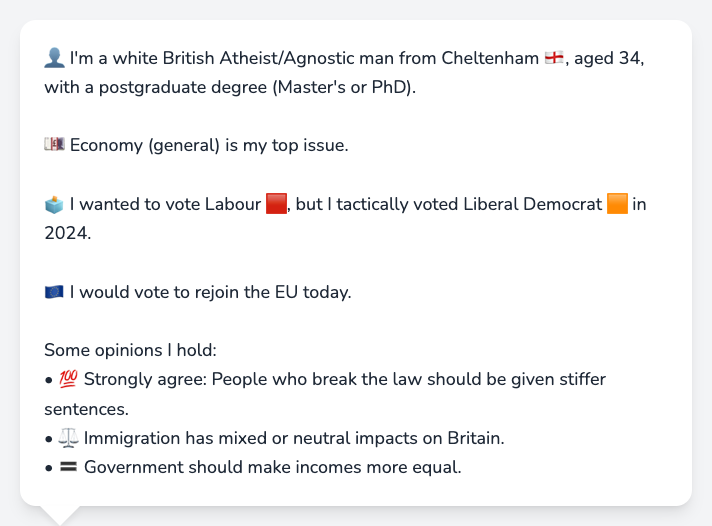 👤 I'm a white British Atheist/Agnostic man from Cheltenham 🏴󠁧󠁢󠁥󠁮󠁧󠁿, aged 34,
with a postgraduate degree (Master's or PhD).
💷 Economy (general) is my top issue.
🗳️ I wanted to vote Labour 🟥, but I tactically voted Liberal Democrat 🟧 in
2024.
🇪🇺 I would vote to rejoin the EU today.
Some opinions I hold:
• 💯 Strongly agree: People who break the law should be given stiffer
sentences.
• ⚖️ Immigration has mixed or neutral impacts on Britain.
• 🟰 Government should make incomes more equal.